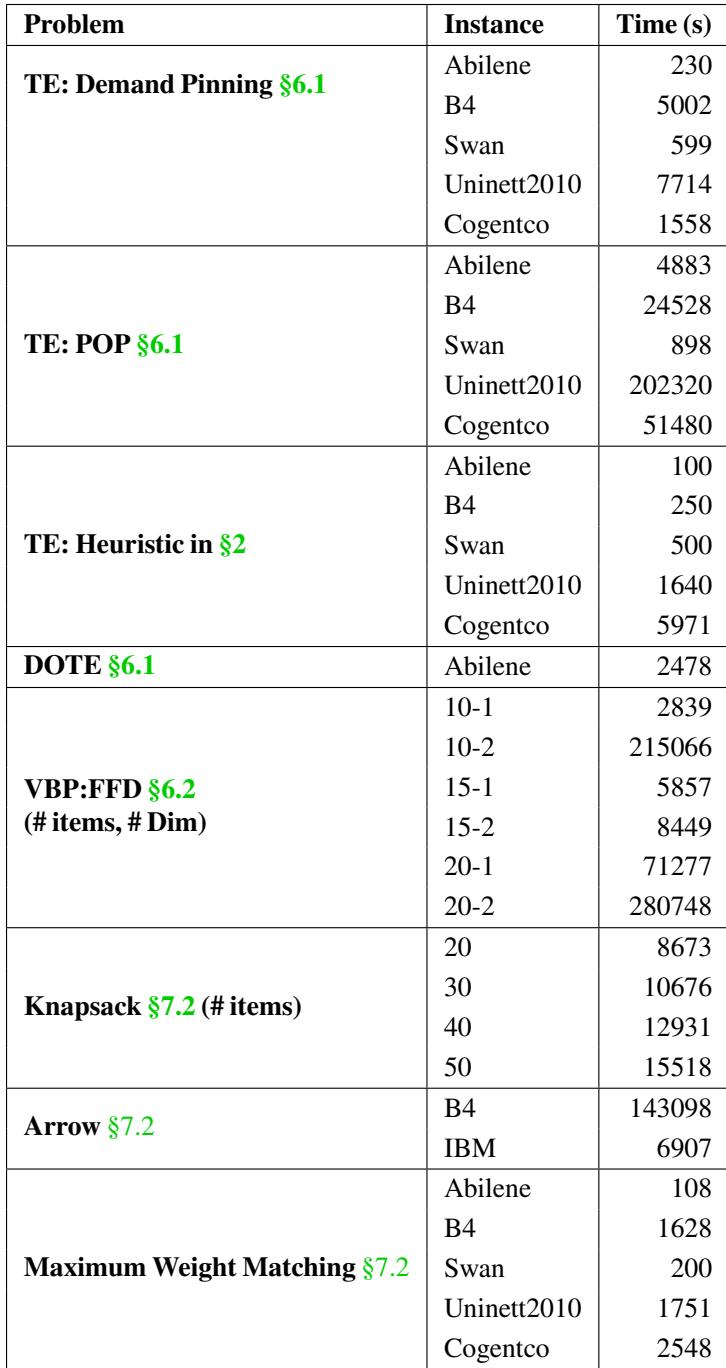 Problem Instance Time (s)
TE: Demand Pinning §6.1 Abilene 230
B4 5002
Swan 599
Uninett2010 7714
Cogentco 1558
Abilene 4883
B4 24528
TE: POP §6.1 Swan 898
Uninett2010 202320
Cogentco 51480
Abilene 100
B4 250
TE: Heuristic in §2 Swan 500
Uninett2010 1640
Cogentco 5971
DOTE §6.1 Abilene 2478
10-1 2839
10-2 215066
VBP:FFD §6.2 15-1 5857
(# items, # Dim) 15-2 8449
20-1 71277
20-2 280748
20 8673
Knapsack §7.2 (# items) 30 10676
40 12931
50 15518
Arrow §7.2 B4 143098
IBM 6907
Abilene 108
B4 1628
Maximum Weight Matching §7.2 Swan 200
Uninett2010 1751
Cogentco 2548